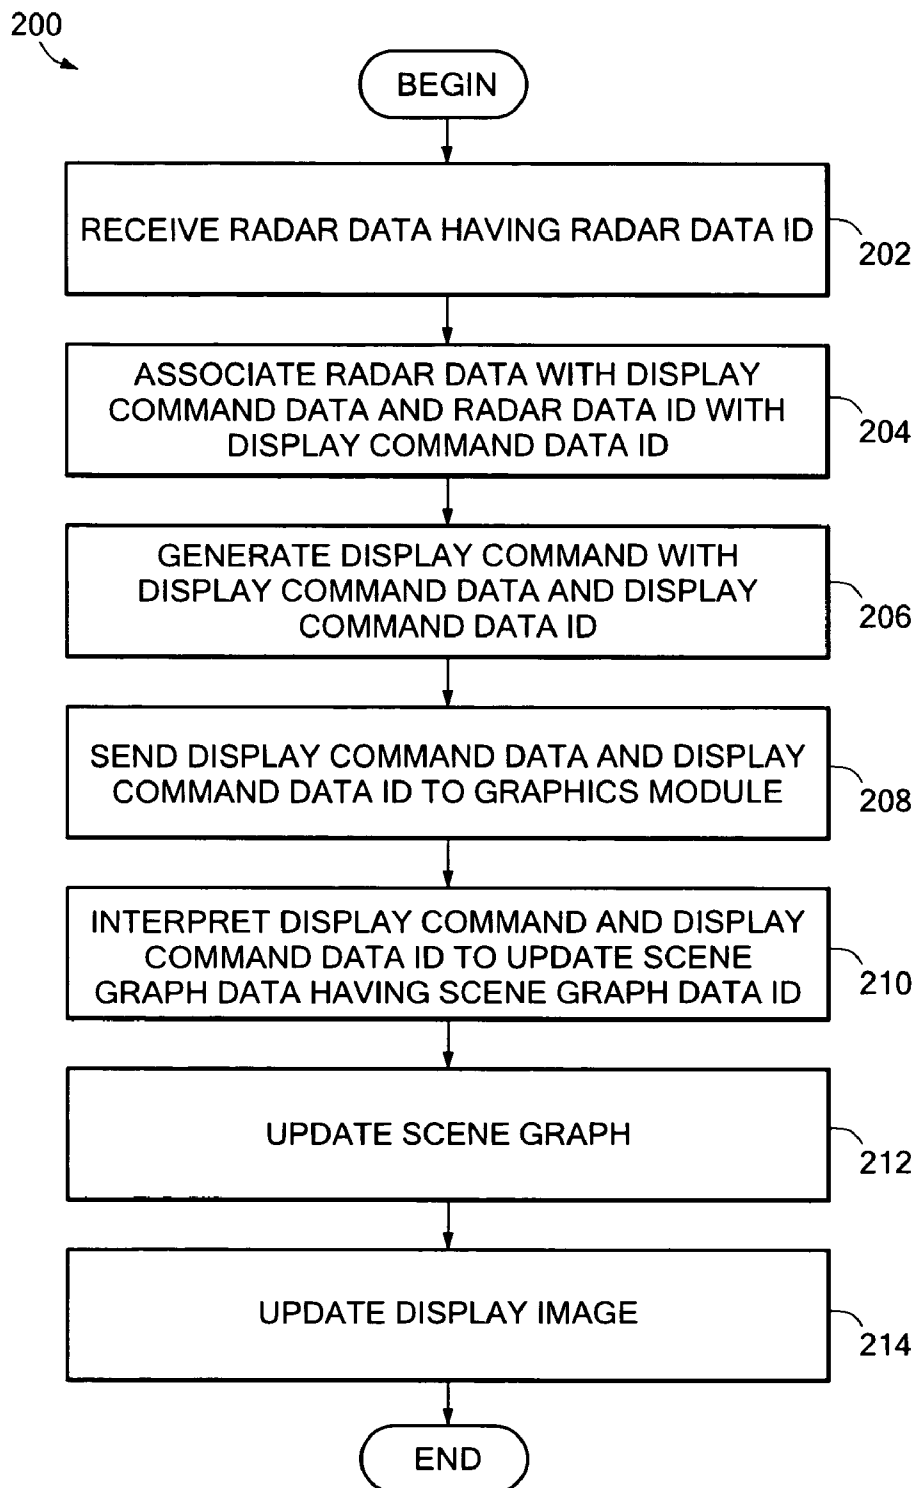 200
BEGIN
RECEIVE RADAR DATA HAVING RADAR DATA ID
202
ASSOCIATE RADAR DATA WITH DISPLAY
COMMAND DATA AND RADAR DATA ID WITH
DISPLAY COMMAND DATA ID
204
GENERATE DISPLAY COMMAND WITH
DISPLAY COMMAND DATA AND DISPLAY
COMMAND DATA ID
206
SEND DISPLAY COMMAND DATA AND DISPLAY
COMMAND DATA ID TO GRAPHICS MODULE
208
INTERPRET DISPLAY COMMAND AND DISPLAY
COMMAND DATA ID TO UPDATE SCENE
GRAPH DATA HAVING SCENE GRAPH DATA ID
210
UPDATE SCENE GRAPH
212
UPDATE DISPLAY IMAGE
214
END